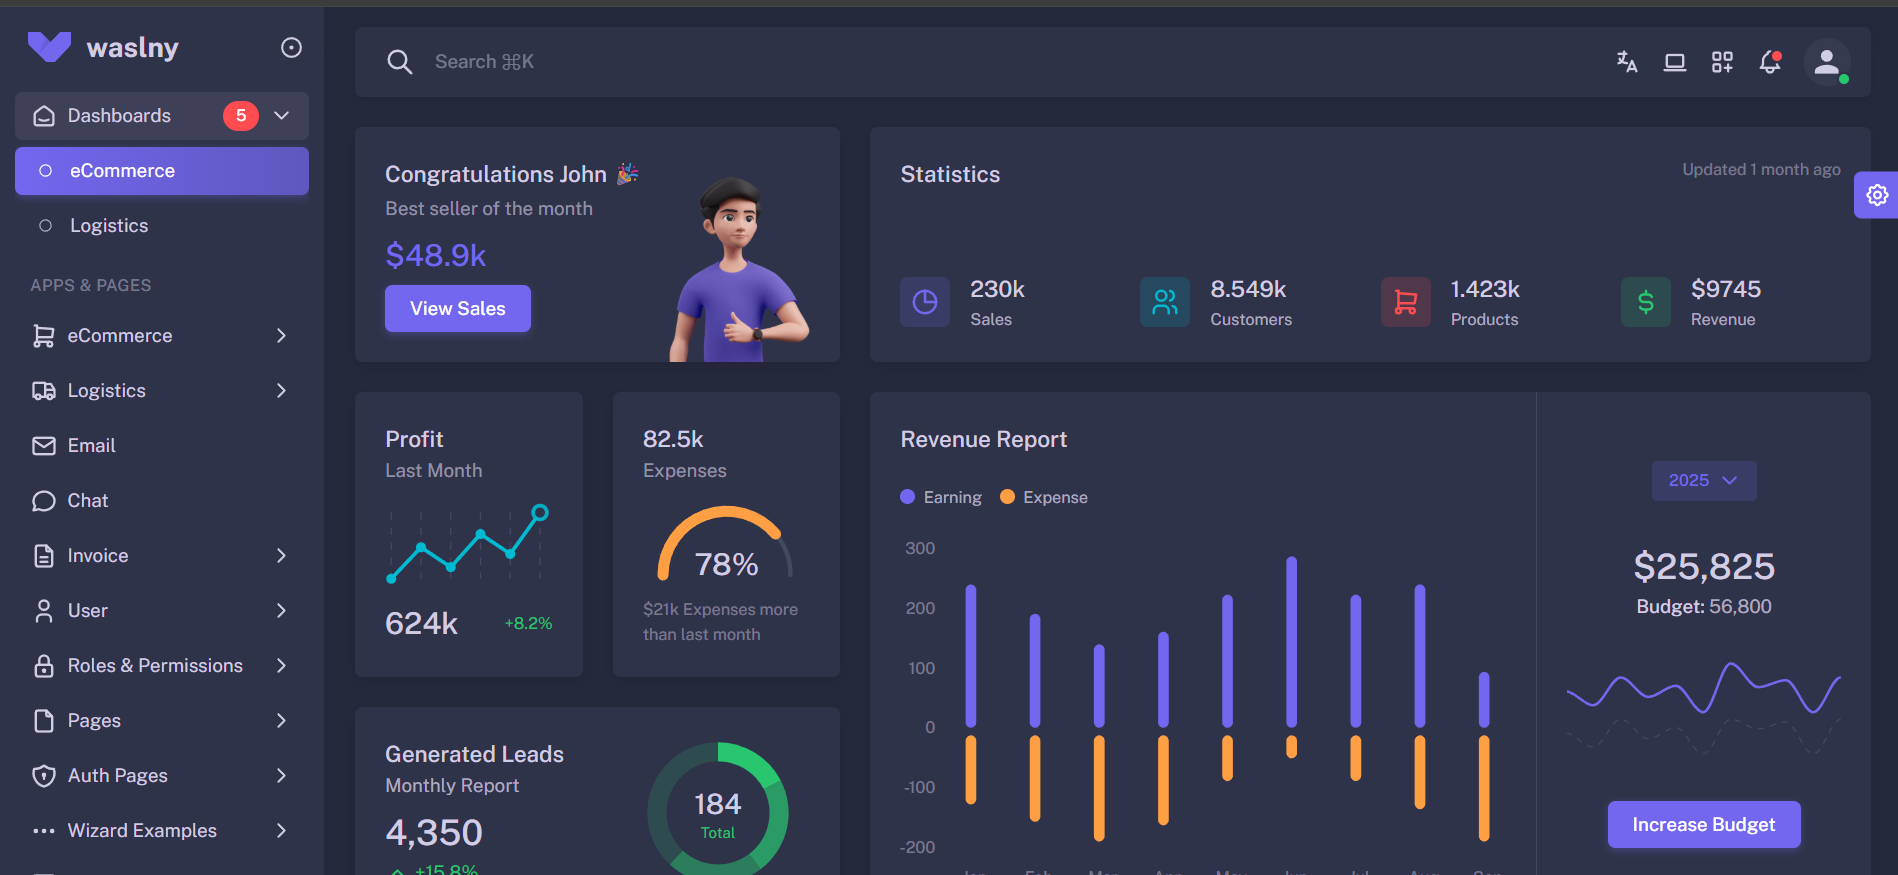 waslny
Search ⌘K
Dashboards
5
eCommerce
Logistics
APPS & PAGES
eCommerce
Logistics
Email
Chat
Invoice
User
Roles & Permissions
Pages
Auth Pages
Wizard Examples
Congratulations John 🎉
Best seller of the month
$48.9k
View Sales
Statistics
Updated 1 month ago
230k
Sales
8.549k
Customers
1.423k
Products
$9745
Revenue
Profit
Last Month
624k
+8.2%
82.5k
Expenses
78%
$21k Expenses more
than last month
Generated Leads
Monthly Report
4,350
+15.8%
184
Total
Revenue Report
Earning
Expense
300
200
100
0
-100
-200
2025
$25,825
Budget: 56,800
Increase Budget